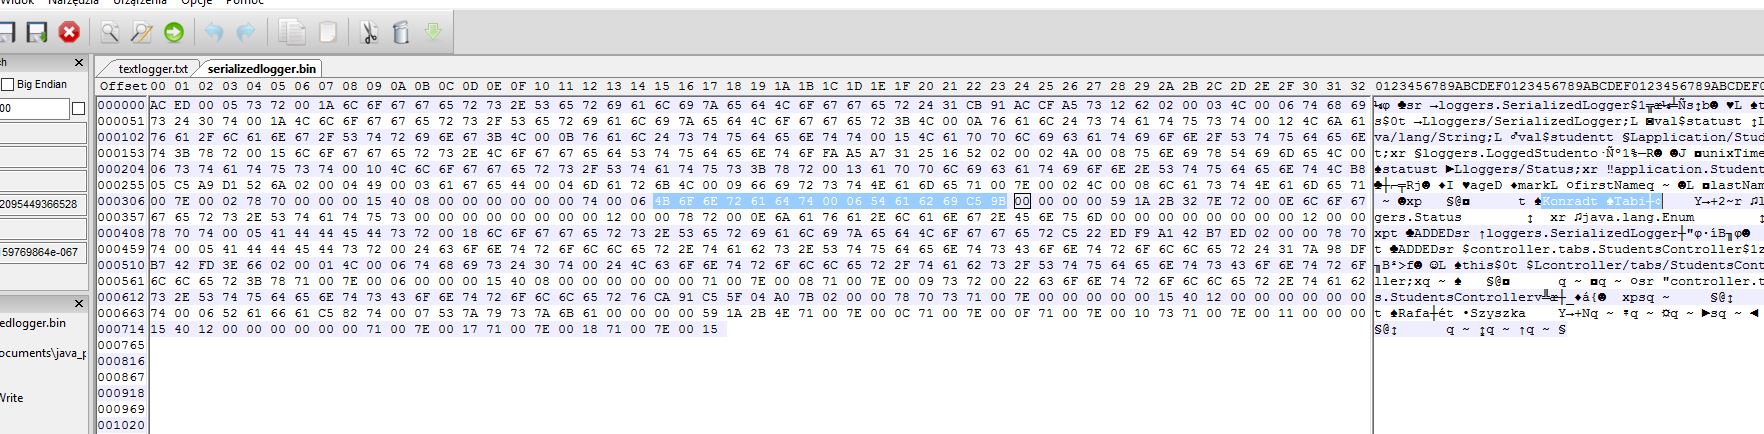 Widok Narzędzia Urządzenia Opcje Pomoc
ch
textlogger.txt serializedlogger.bin
Big Endian
Offset 00 01 02 03 04 05 06 07 08 09 0A 0B 0C 0D 0E 0F 10 11 12 13 14 15 16 17 18 19 1A 1B 1C 1D 1E 1F 20 21 22 23 24 25 26 27 28 29 2A 2B 2C 2D 2E 2F 30 31 32 0123456789ABCDEF0123456789ABCDEF0123456789ABCDEF0
000000 AC ED 00 05 73 72 00 1A 6C 6F 67 67 65 72 73 2E 53 65 72 69 61 6C 69 7A 65 64 4C 6F 67 67 65 72 24 31 CB 91 AC CF A5 73 12 62 02 00 03 4C 00 06 74 68 69 loggers.SerializedLogger$1
000051 73 24 30 74 00 1A 4C 6C 6F 67 67 65 72 73 2F 53 65 72 69 61 6C 69 7A 65 64 4C 6F 67 67 65 72 3B 4C 00 0A 76 61 6C 24 73 74 61 74 75 73 74 00 12 4C 6A 61 s$0t Lloggers/SerializedLogger;L val$statust
000102 76 61 2F 6C 61 6E 67 2F 53 74 72 69 6E 67 3B 4C 00 0B 76 61 6C 24 73 74 75 64 65 6E 74 74 00 15 4C 61 70 70 6C 69 63 61 74 69 6F 6E 2F 53 74 75 64 65 6E va/lang/String;L val$studentt Lapplication/Stu
000153 74 3B 78 72 00 15 6C 6F 67 67 65 72 73 2E 4C 6F 67 67 65 64 53 74 75 64 65 6E 74 6F FA A5 A7 31 25 16 52 02 00 02 4A 00 08 75 6E 69 78 54 69 6D 65 4C 00 t;xr loggers.LoggedStudento unixTime
000204 06 73 74 61 74 75 73 74 00 10 4C 6C 6F 67 67 65 72 73 2F 53 74 61 74 75 73 3B 78 72 00 13 61 70 70 6C 69 63 61 74 69 6F 6E 2E 53 74 75 64 65 6E 74 4C B8 statust Lloggers/Status;xr application.Student
000255 05 C5 A9 D1 52 6A 02 00 04 49 00 03 61 67 65 44 00 04 6D 61 72 6B 4C 00 09 66 69 72 73 74 4E 61 6D 65 71 00 7E 00 02 4C 00 08 6C 61 73 74 4E 61 6D 65 71 ageD markL firstNameq ~ L lastNam
000306 00 7E 00 02 78 70 00 00 00 15 40 08 00 00 00 00 00 00 74 00 06 4B 6F 6E 72 61 64 74 00 06 54 61 62 69 C5 9B 00 00 00 00 59 1A 2B 32 7E 72 00 0E 6C 6F 67 Konradt Tabi
000357 67 65 72 73 2E 53 74 61 74 75 73 00 00 00 00 00 00 00 00 12 00 00 78 72 00 0E 6A 61 76 61 2E 6C 61 6E 67 2E 45 6E 75 6D 00 00 00 00 00 00 00 00 12 00 00 gers.Status xr java.lang.Enum
000408 78 70 74 00 05 41 44 44 45 44 73 72 00 18 6C 6F 67 67 65 72 73 2E 53 65 72 69 61 6C 69 7A 65 64 4C 6F 67 67 65 72 C5 22 ED F9 A1 42 B7 ED 02 00 00 78 70 xpt ADDEDsr loggers.SerializedLogger
000459 74 00 05 41 44 44 45 44 73 72 00 24 63 6F 6E 74 72 6F 6C 6C 65 72 2E 74 61 62 73 2E 53 74 75 64 65 6E 74 73 43 6F 6E 74 72 6F 6C 6C 65 72 24 31 7A 98 DF t ADDEDsr $controller.tabs.StudentsController$1z
000510 B7 42 FD 3E 66 02 00 01 4C 00 06 74 68 69 73 24 30 74 00 24 4C 63 6F 6E 74 72 6F 6C 6C 65 72 2F 74 61 62 73 2F 53 74 75 64 65 6E 74 73 43 6F 6E 74 72 6F this$0t $Lcontroller/tabs/StudentsCont
000561 6C 6C 65 72 3B 78 71 00 7E 00 06 00 00 00 15 40 08 00 00 00 00 00 00 71 00 7E 00 08 71 00 7E 00 09 73 72 00 22 63 6F 6E 74 72 6F 6C 6C 65 72 2E 74 61 62 ller;xq ~ "controller.t
000612 73 2E 53 74 75 64 65 6E 74 73 43 6F 6E 74 72 6F 6C 6C 65 72 76 CA 91 C5 5F 04 A0 7B 02 00 00 78 70 73 71 00 7E 00 00 00 00 00 15 40 12 00 00 00 00 00 00 s.StudentsController
000663 74 00 06 52 61 66 61 C5 82 74 00 07 53 7A 79 73 7A 6B 61 00 00 00 00 59 1A 2B 4E 71 00 7E 00 0C 71 00 7E 00 0F 71 00 7E 00 10 73 71 00 7E 00 11 00 00 00 Szyszka
000714 15 40 12 00 00 00 00 00 00 71 00 7E 00 17 71 00 7E 00 18 71 00 7E 00 15
000765
000816
000867
000918
000969
001020
00
2095449366528
159769864e-067
edlogger.bin
ocuments\java_p
Write